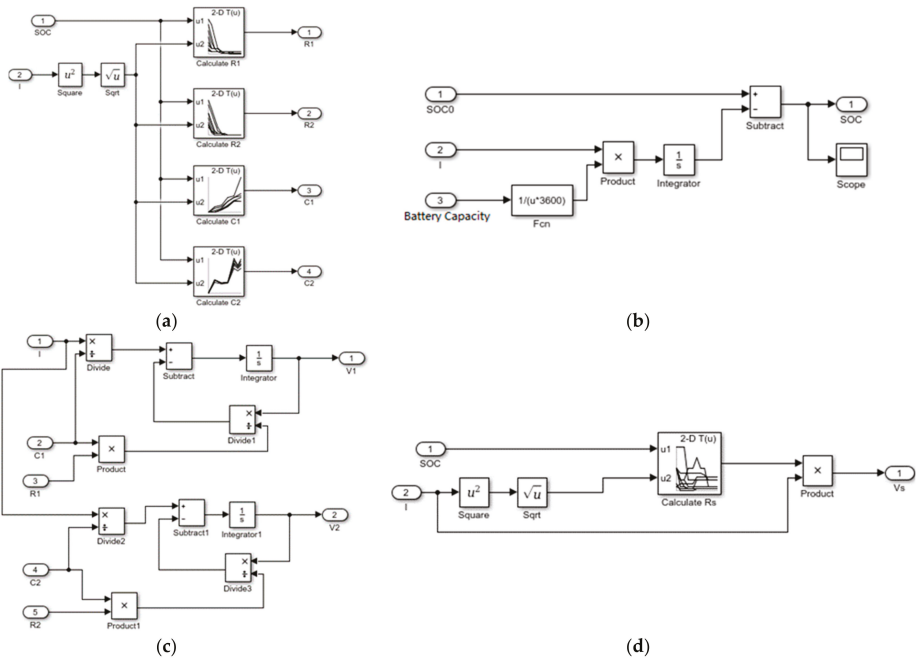 1
SOC
2
I
u²
Square
√u
Sqrt
2-D T(u)
u1
u2
Calculate R1
1
R1
2-D T(u)
u1
u2
Calculate R2
2
R2
2-D T(u)
u1
u2
Calculate C1
3
C1
2-D T(u)
u1
u2
Calculate C2
4
C2
(a)
1
SOC0
2
I
3
Battery Capacity
1/(u*3600)
Fcn
×
Product
1/s
Integrator
+
−
Subtract
1
SOC
Scope
(b)
1
I
×
÷
Divide
+
−
Subtract
1/s
Integrator
1
V1
×
÷
Divide1
2
C1
×
Product
3
R1
×
÷
Divide2
+
−
Subtract1
1/s
Integrator1
2
V2
×
÷
Divide3
4
C2
×
Product1
5
R2
(c)
1
SOC
2
I
u²
Square
√u
Sqrt
2-D T(u)
u1
u2
Calculate Rs
×
Product
1
Vs
(d)